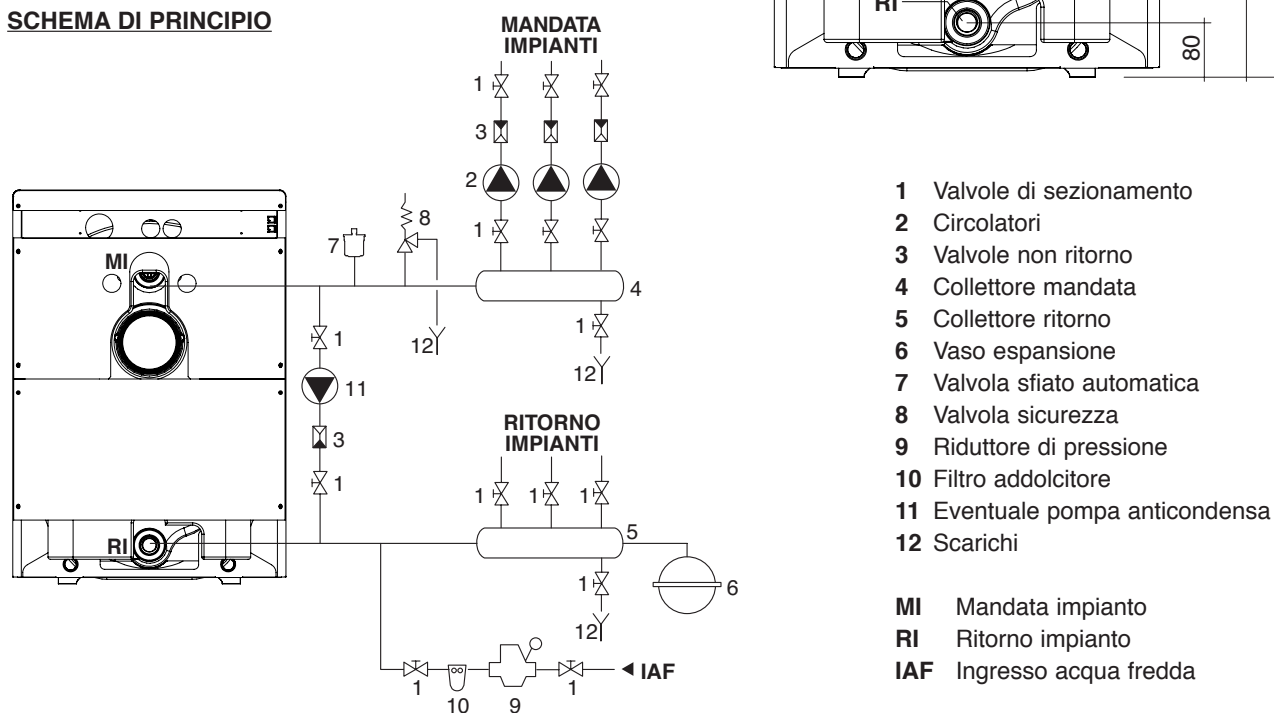 SCHEMA DI PRINCIPIO
MANDATA
IMPIANTI
RI
80
1
3
2
1
8
7
MI
4
1
12
1
12
11
RITORNO
IMPIANTI
3
1
1
1
1
RI
5
1
6
12
IAF
1
10
9
1
1 Valvole di sezionamento
2 Circolatori
3 Valvole non ritorno
4 Collettore mandata
5 Collettore ritorno
6 Vaso espansione
7 Valvola sfiato automatica
8 Valvola sicurezza
9 Riduttore di pressione
10 Filtro addolcitore
11 Eventuale pompa anticondensa
12 Scarichi
MI Mandata impianto
RI Ritorno impianto
IAF Ingresso acqua fredda